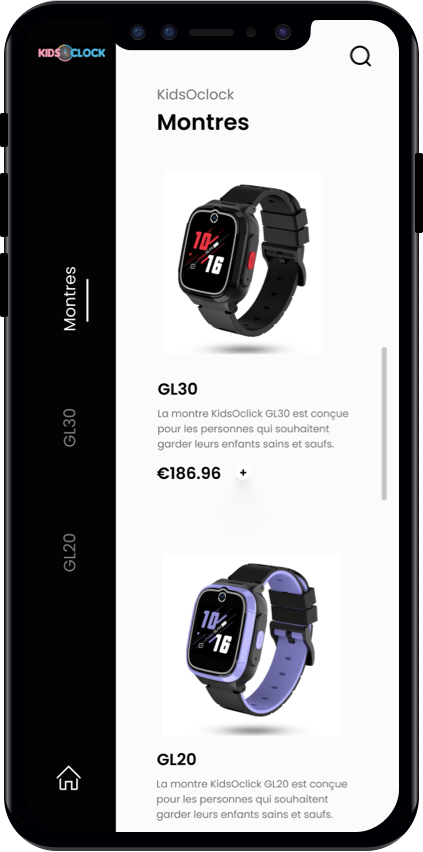 KIDSOCLOCK
KidsOclock
Montres
Montres
GL30
GL20
10
16
GL30
La montre KidsOclick GL30 est conçue
pour les personnes qui souhaitent
garder leurs enfants sains et saufs.
€186.96 +
10
16
GL20
La montre KidsOclick GL20 est conçue
pour les personnes qui souhaitent
garder leurs enfants sains et saufs.